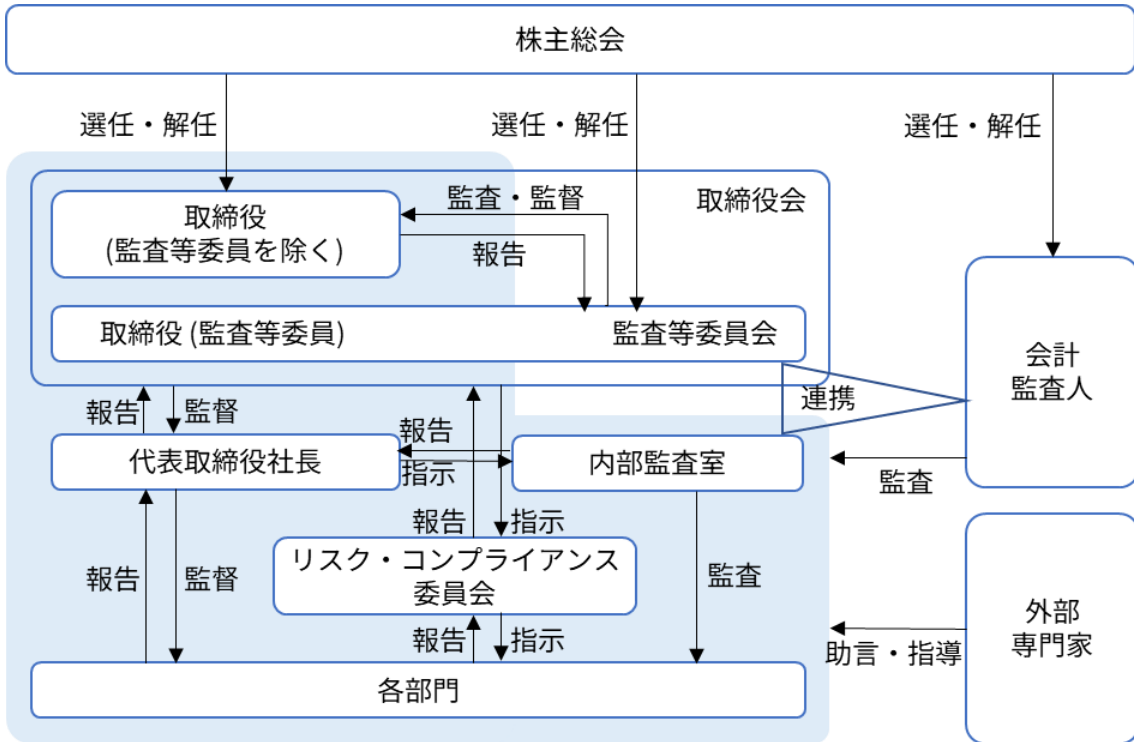 株主総会
選任・解任
選任・解任
選任・解任
取締役会
取締役
(監査等委員を除く)
監査・監督
報告
取締役 (監査等委員)
監査等委員会
会計
監査人
連携
報告
監督
代表取締役社長
報告
指示
内部監査室
監査
報告
指示
リスク・コンプライアンス
委員会
報告
監督
監査
報告
指示
外部
専門家
助言・指導
各部門